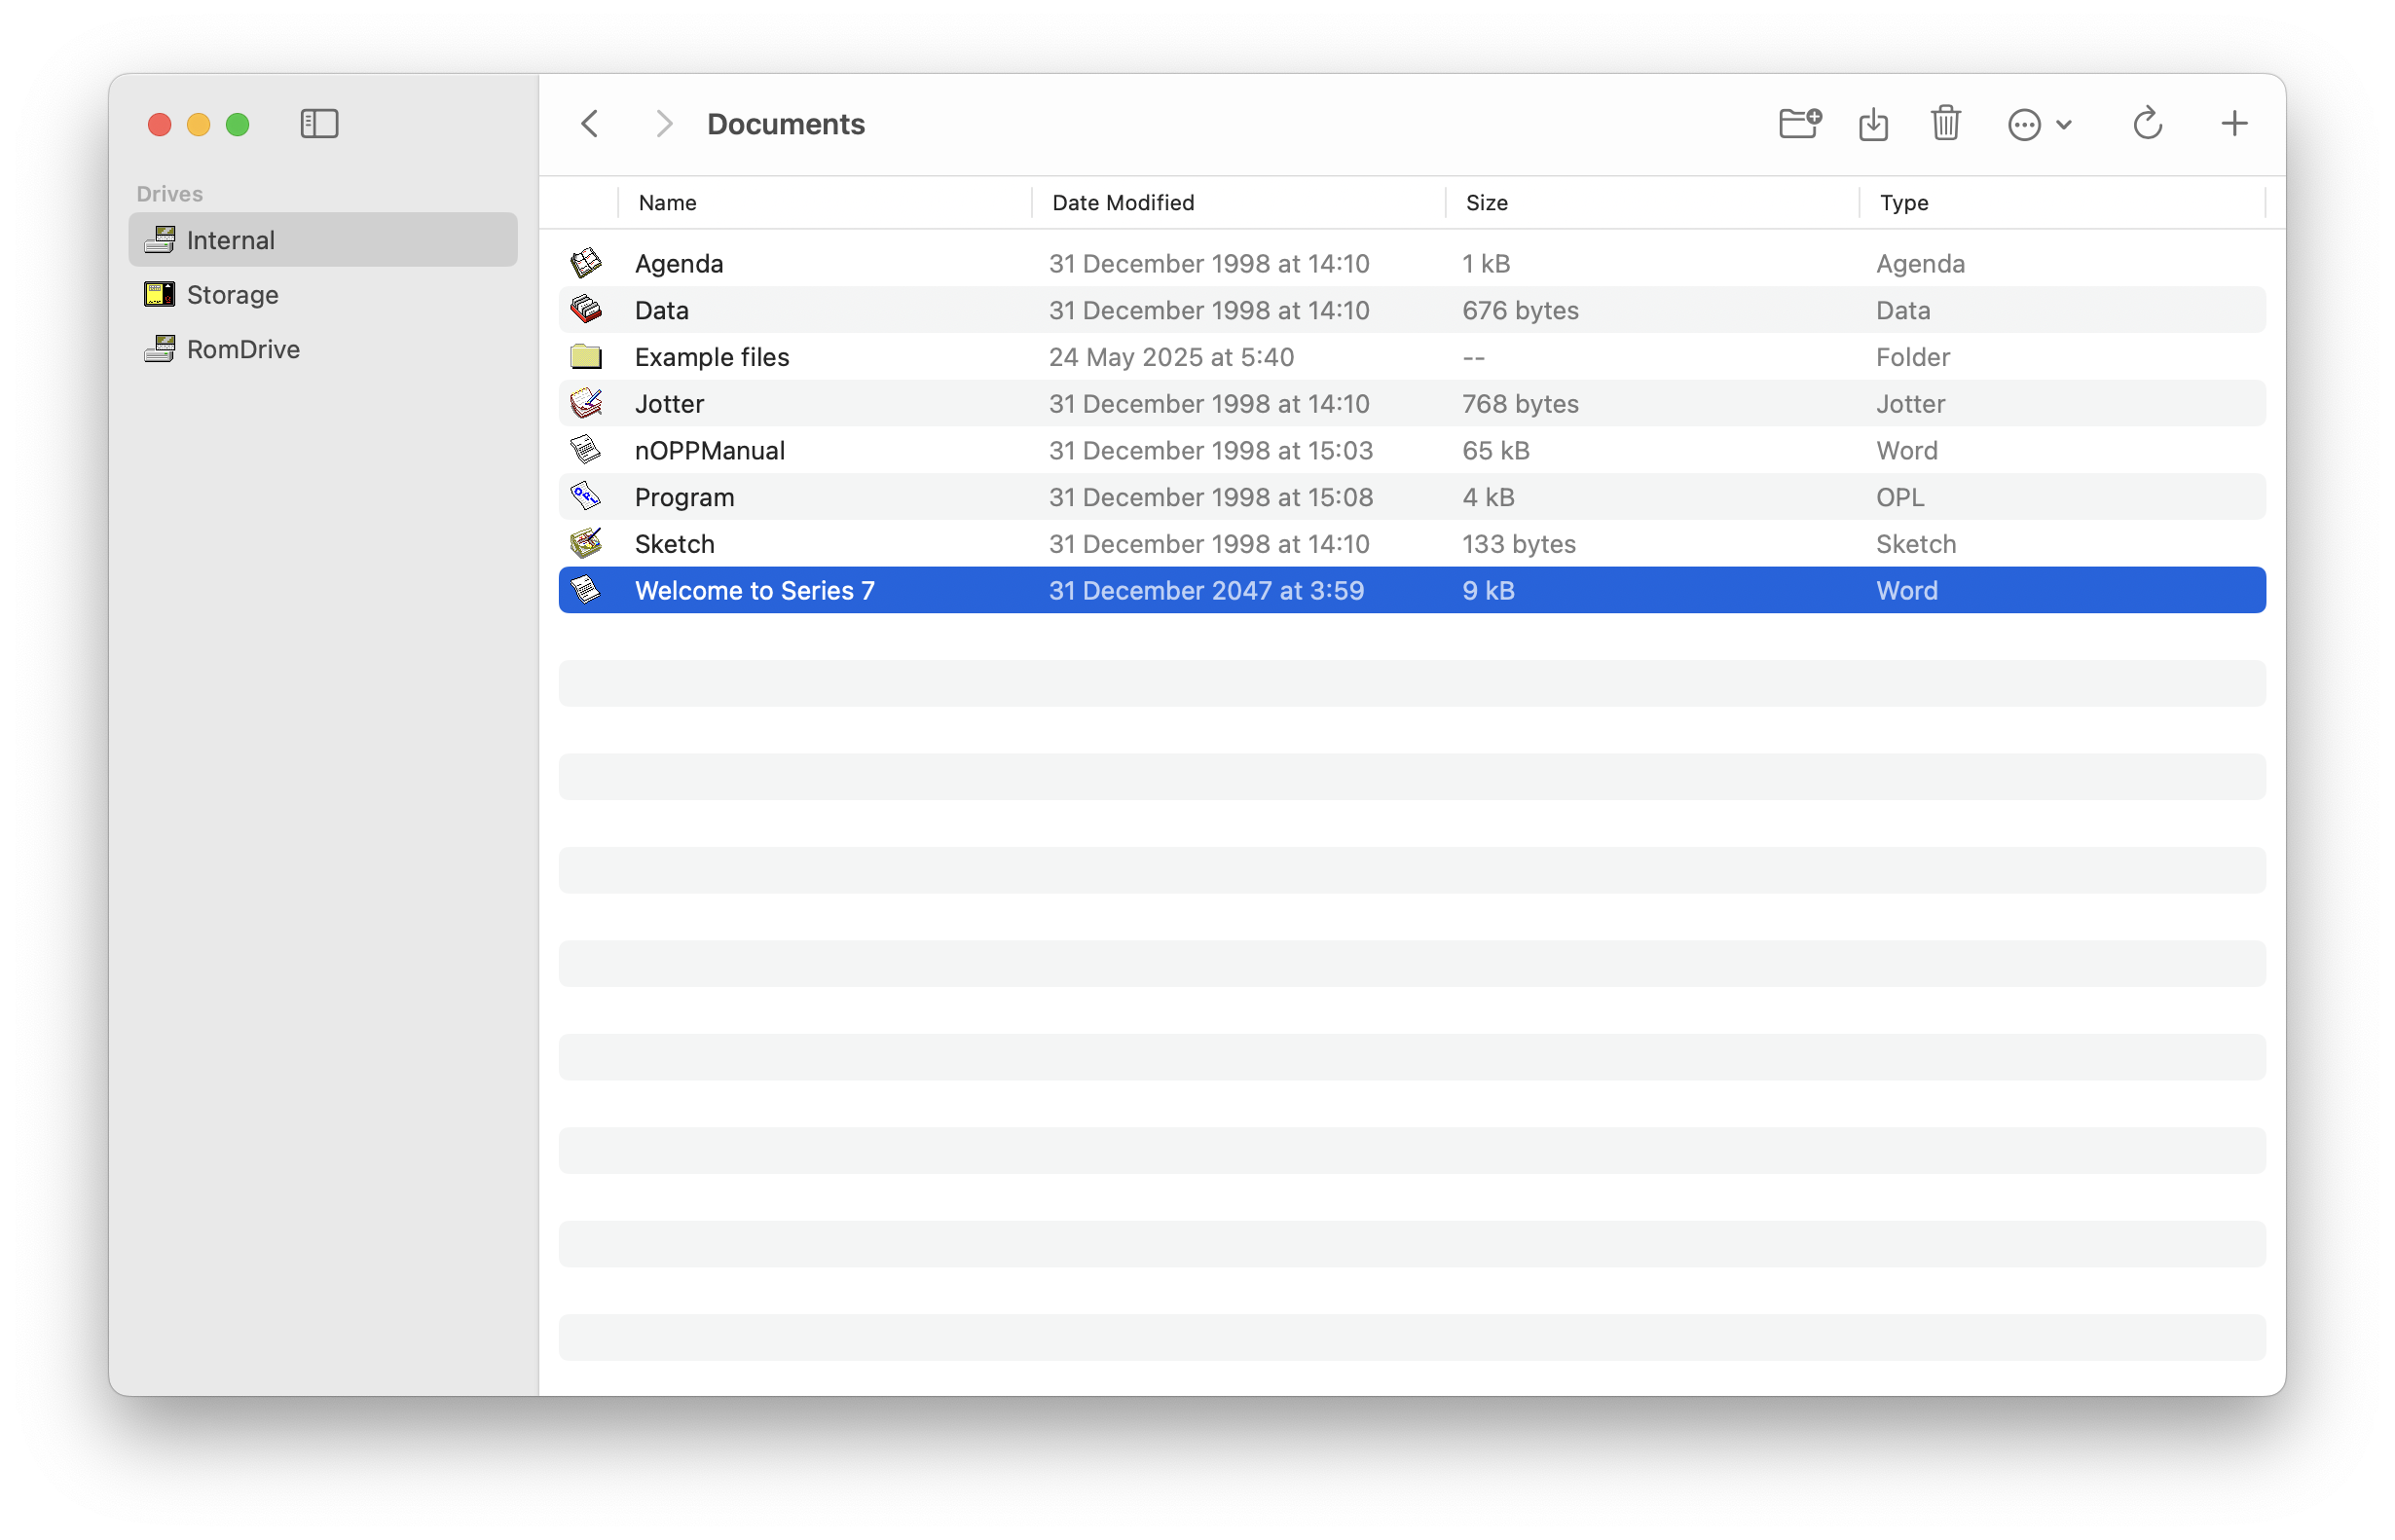 Documents
Drives
Internal
Storage
RomDrive
Name Date Modified Size Type
Agenda 31 December 1998 at 14:10 1 kB Agenda
Data 31 December 1998 at 14:10 676 bytes Data
Example files 24 May 2025 at 5:40 -- Folder
Jotter 31 December 1998 at 14:10 768 bytes Jotter
nOPPManual 31 December 1998 at 15:03 65 kB Word
Program 31 December 1998 at 15:08 4 kB OPL
Sketch 31 December 1998 at 14:10 133 bytes Sketch
Welcome to Series 7 31 December 2047 at 3:59 9 kB Word